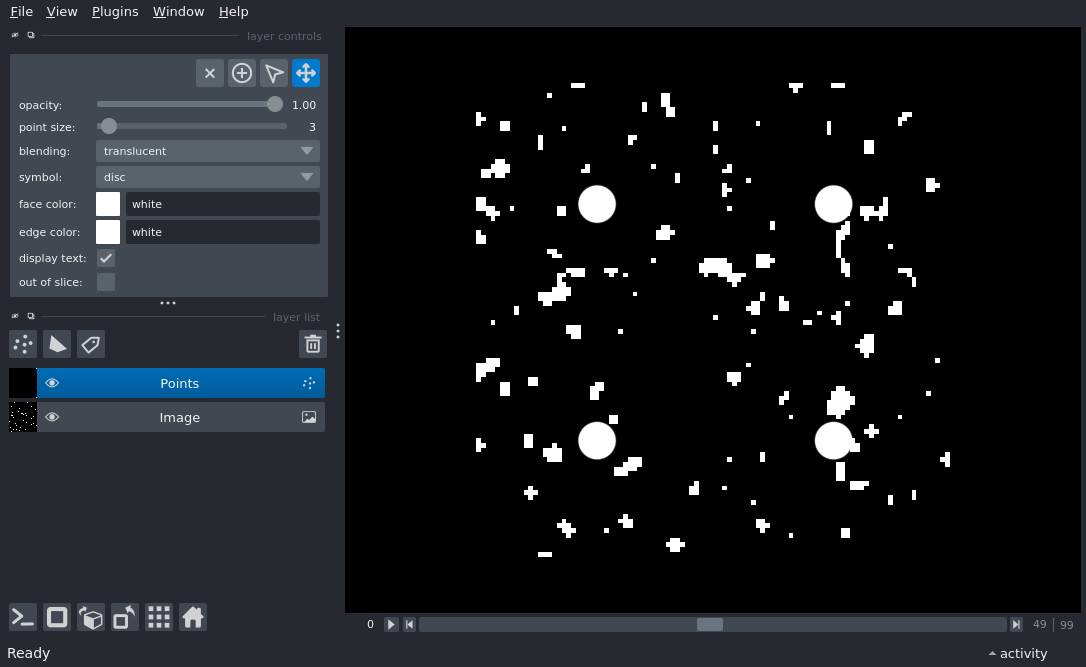 File View Plugins Window Help
layer controls
opacity: 1.00
point size: 3
blending: translucent
symbol: disc
face color: white
edge color: white
display text:
out of slice:
layer list
Points
Image
0 49 | 99
Ready activity